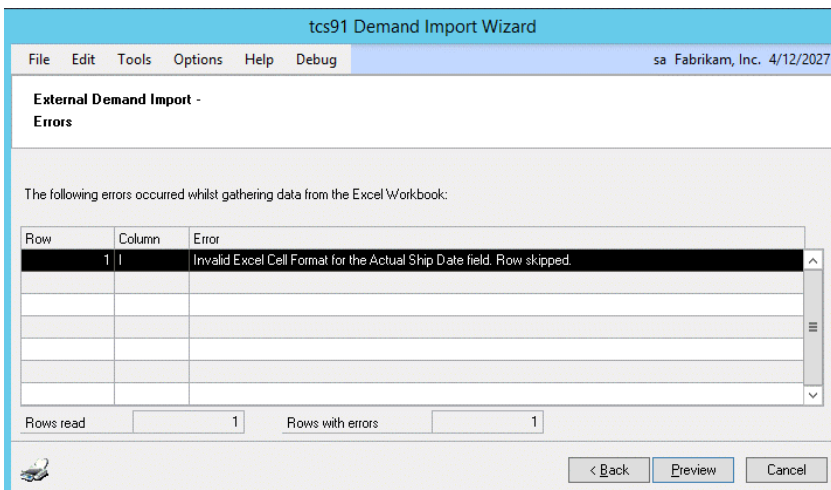 tcs91 Demand Import Wizard
File Edit Tools Options Help Debug sa Fabrikam, Inc. 4/12/2027
External Demand Import -
Errors
The following errors occurred whilst gathering data from the Excel Workbook:
Row Column Error
1 I Invalid Excel Cell Format for the Actual Ship Date field. Row skipped.
Rows read 1 Rows with errors 1
< Back Preview Cancel